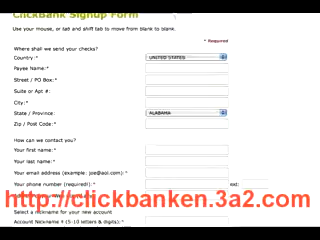 ClickBank Signup Form
Use your mouse, or tab and shift tab to move from blank to blank.
* Required
Where shall we send your checks?
Country:* UNITED STATES
Payee Name:*
Street / PO Box:*
Suite or Apt #:
City:*
State / Province: ALABAMA
Zip / Post Code:*
How can we contact you?
Your first name:*
Your last name:*
Your email address (example: joe@aol.com):*
Your phone number (required!):* ext:
http://clickbanken.3a2.com
Select a nickname for your new account
Account Nickname * (5-10 letters & digits):*